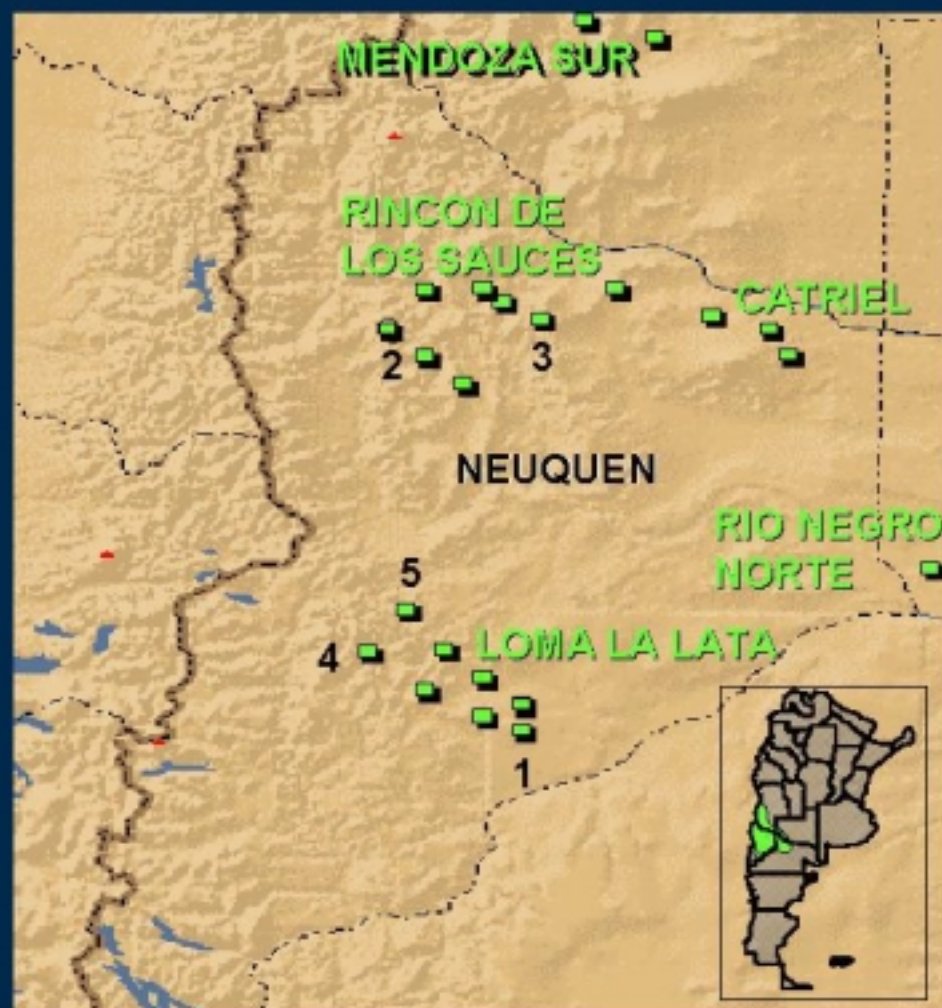 MENDOZA SUR
RINCON DE
LOS SAUCES
CATRIEL
2
3
NEUQUEN
RIO NEGRO
NORTE
5
LOMA LA LATA
4
1